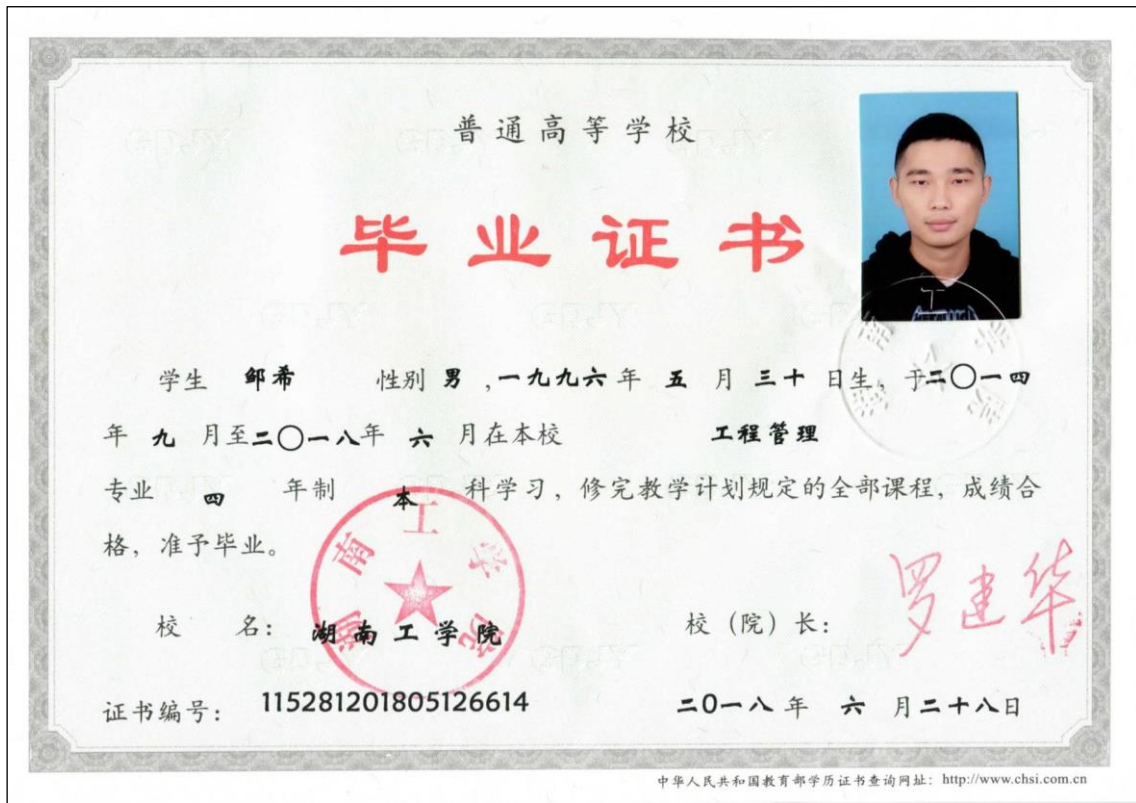 普通高等学校
毕业证书
学生 邹希 性别 男 ,一九九六 年 五 月 三十 日生, 于二〇一四
年 九 月至二〇一八年 六 月在本校 工程管理
专业 四 年制 本 科学习, 修完教学计划规定的全部课程, 成绩合
格, 准予毕业。
湖南工学院
校 名: 湖南工学院 校 (院) 长: 罗建华
证书编号: 115281201805126614 二0一八 年 六 月二十八日
中华人民共和国教育部学历证书查询网址: http://www.chsi.com.cn